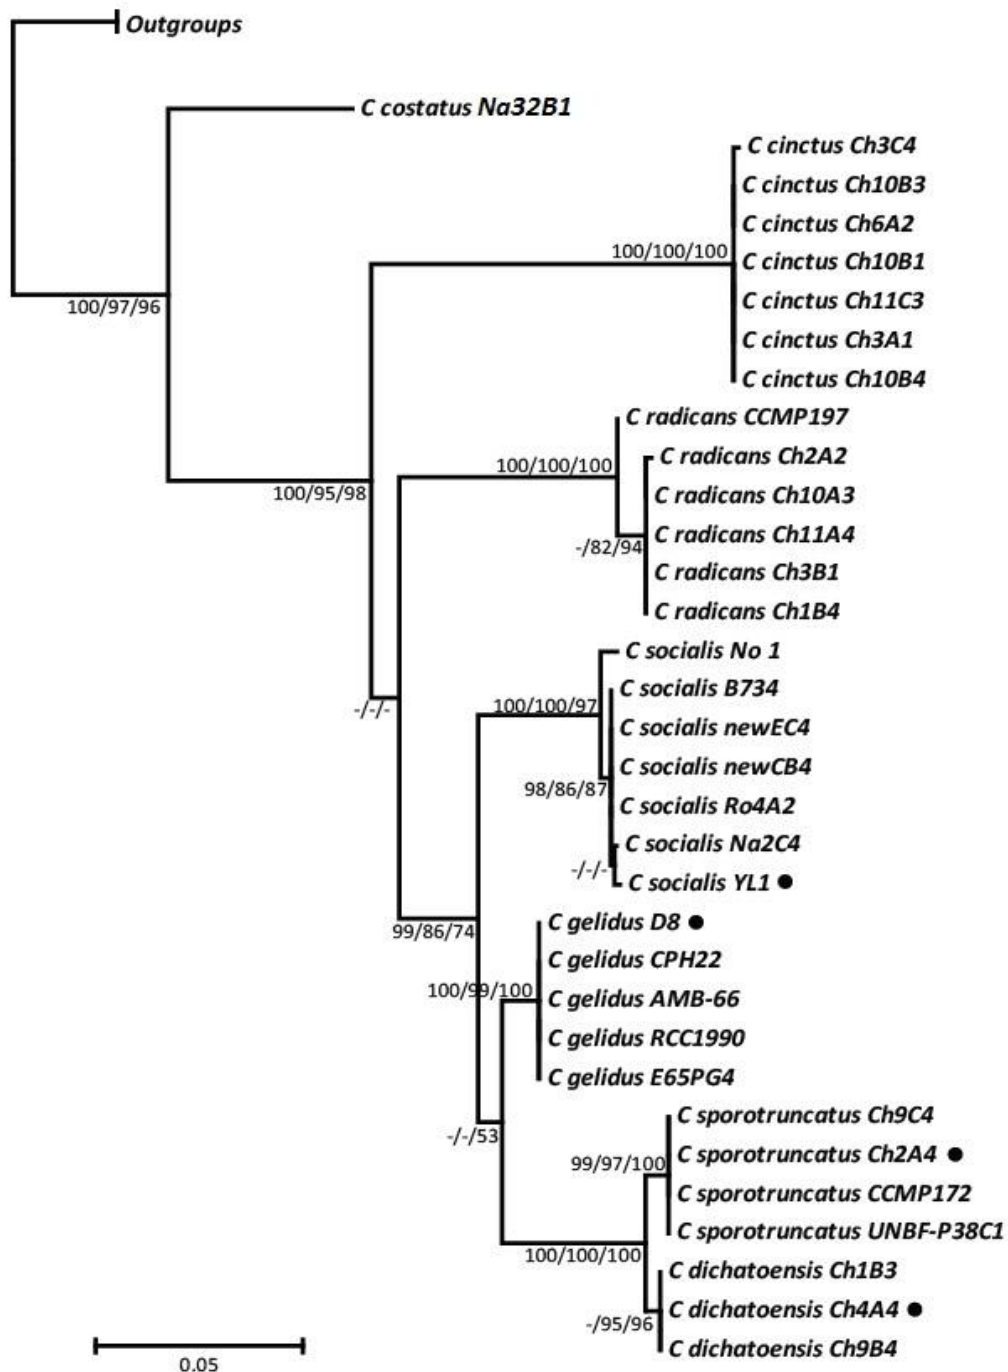 Outgroups
C costatus Na32B1
C cinctus Ch3C4
C cinctus Ch10B3
C cinctus Ch6A2
100/100/100
C cinctus Ch10B1
100/97/96
C cinctus Ch11C3
C cinctus Ch3A1
C cinctus Ch10B4
C radicans CCMP197
C radicans Ch2A2
100/100/100
100/95/98
C radicans Ch10A3
C radicans Ch11A4
-/82/94
C radicans Ch3B1
C radicans Ch1B4
C socialis No 1
C socialis B734
-/-/-
100/100/97
C socialis newEC4
C socialis newCB4
98/86/87
C socialis Ro4A2
C socialis Na2C4
-/-/-
C socialis YL1 ●
C gelidus D8 ●
99/86/74
C gelidus CPH22
100/99/100
C gelidus AMB-66
C gelidus RCC1990
C gelidus E65PG4
C sporotruncatus Ch9C4
-/-/53
C sporotruncatus Ch2A4 ●
99/97/100
C sporotruncatus CCMP172
C sporotruncatus UNBF-P38C1
100/100/100
C dichatoensis Ch1B3
C dichatoensis Ch4A4 ●
-/95/96
C dichatoensis Ch9B4
0.05